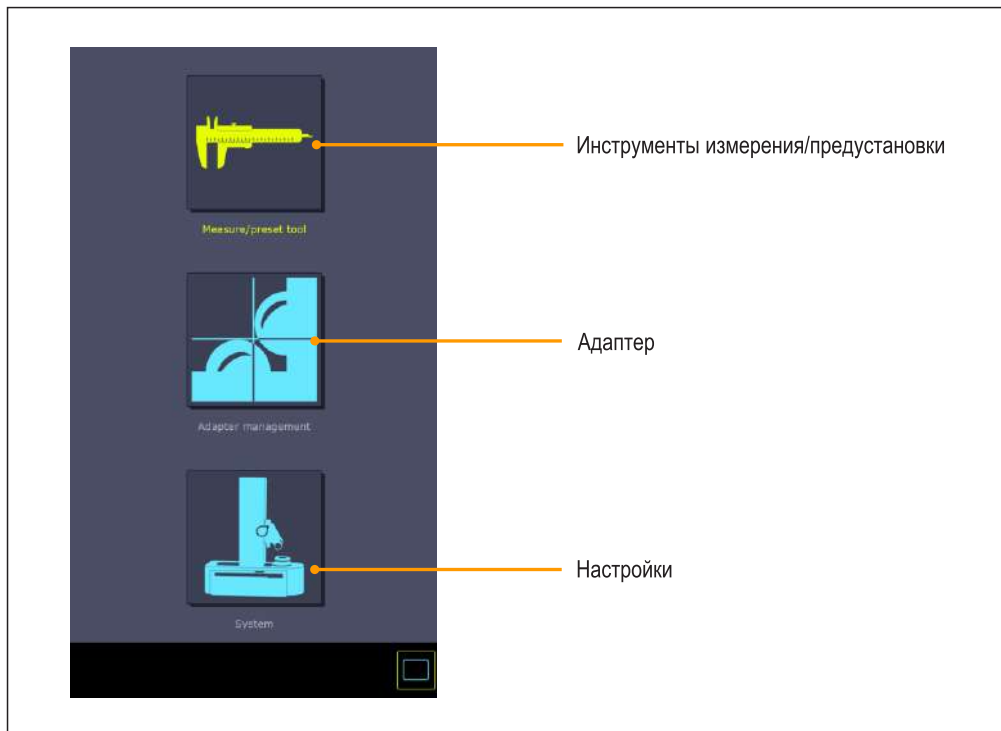 Инструменты измерения/предустановки
Measure/preset tool
Адаптер
Adapter management
Настройки
System